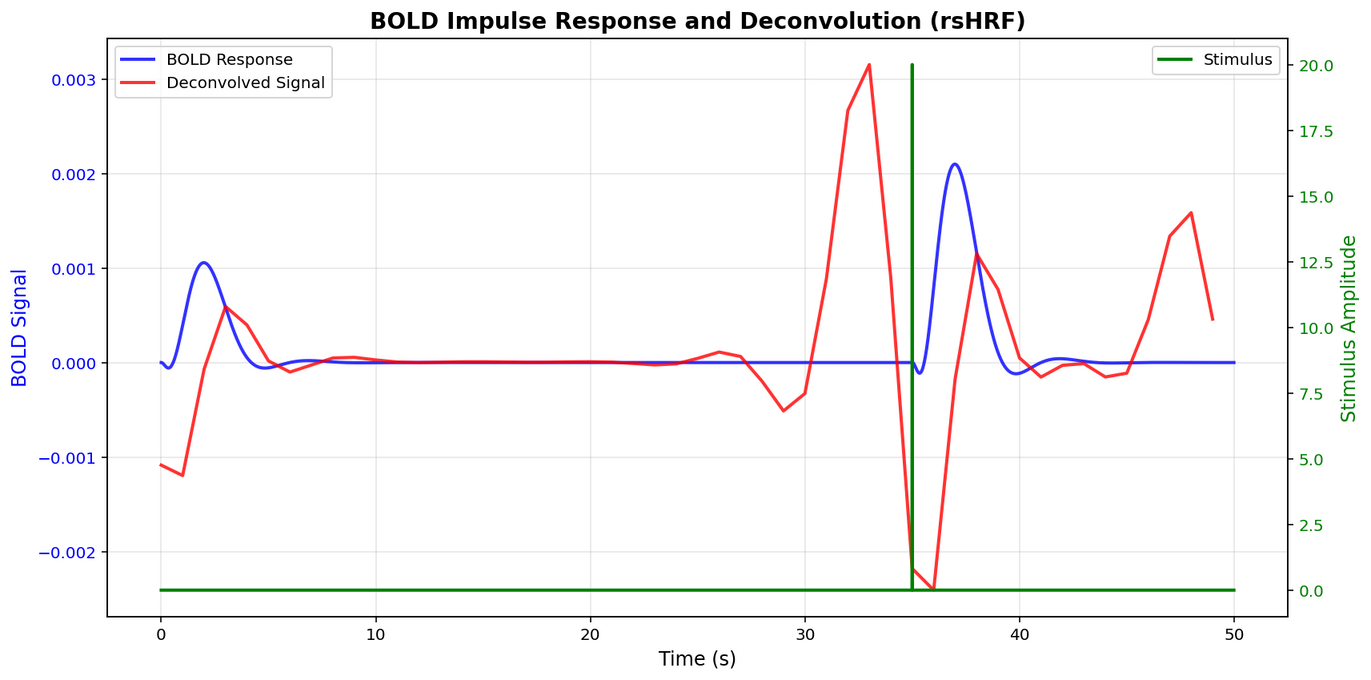 BOLD Impulse Response and Deconvolution (rsHRF)
BOLD Response
Deconvolved Signal
Stimulus
BOLD Signal
0.003
0.002
0.001
0.000
−0.001
−0.002
20.0
17.5
15.0
12.5
10.0
7.5
5.0
2.5
0.0
Stimulus Amplitude
0 10 20 30 40 50
Time (s)